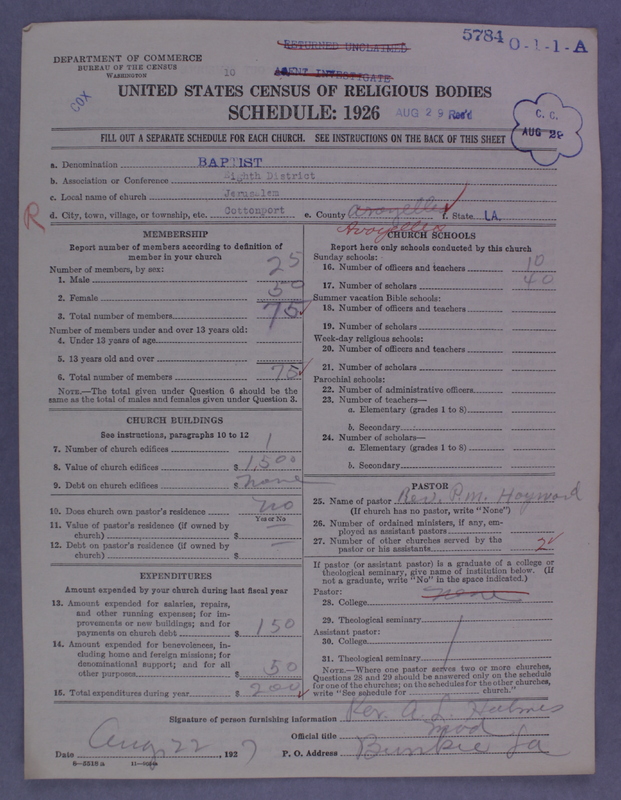 RETURNED UNCLAIMED
5784 0-1-1-A
DEPARTMENT OF COMMERCE
BUREAU OF THE CENSUS
WASHINGTON
10
AGENT INVESTIGATE
COX
UNITED STATES CENSUS OF RELIGIOUS BODIES
SCHEDULE: 1926
AUG 29 Rec'd
C. C.
AUG 29
FILL OUT A SEPARATE SCHEDULE FOR EACH CHURCH. SEE INSTRUCTIONS ON THE BACK OF THIS SHEET
a. Denomination BAPTIST
b. Association or Conference Eighth District
c. Local name of church Jerusalem
R
d. City, town, village, or township, etc. Cottonport e. County Avoyelles f. State LA.
Avoyelles
MEMBERSHIP
Report number of members according to definition of
member in your church
Number of members, by sex:
1. Male 25
2. Female 50
3. Total number of members 75
Number of members under and over 13 years old:
4. Under 13 years of age
5. 13 years old and over
6. Total number of members 75
NOTE.—The total given under Question 6 should be the
same as the total of males and females given under Question 3.
CHURCH BUILDINGS
See instructions, paragraphs 10 to 12
7. Number of church edifices 1
8. Value of church edifices $ 1,500
9. Debt on church edifices $ none
10. Does church own pastor's residence no
Yes or No
11. Value of pastor's residence (if owned by
church) $
12. Debt on pastor's residence (if owned by
church) $
EXPENDITURES
Amount expended by your church during last fiscal year
13. Amount expended for salaries, repairs,
and other running expenses; for im-
provements or new buildings; and for
payments on church debt $ 150
14. Amount expended for benevolences, in-
cluding home and foreign missions; for
denominational support; and for all
other purposes $ 50
15. Total expenditures during year $ 200
CHURCH SCHOOLS
Report here only schools conducted by this church
Sunday schools:
16. Number of officers and teachers 10
17. Number of scholars 40
Summer vacation Bible schools:
18. Number of officers and teachers
19. Number of scholars
Week-day religious schools:
20. Number of officers and teachers
21. Number of scholars
Parochial schools:
22. Number of administrative officers
23. Number of teachers—
a. Elementary (grades 1 to 8)
b. Secondary
24. Number of scholars—
a. Elementary (grades 1 to 8)
b. Secondary
PASTOR
25. Name of pastor Rev. P.M. Hayward
(If church has no pastor, write "None")
26. Number of ordained ministers, if any, em-
ployed as assistant pastors
27. Number of other churches served by the
pastor or his assistants 2
If pastor (or assistant pastor) is a graduate of a college or
theological seminary, give name of institution below. (If
not a graduate, write "No" in the space indicated.)
Pastor:
28. College none
29. Theological seminary
Assistant pastor:
30. College
31. Theological seminary
NOTE.—Where one pastor serves two or more churches,
Questions 28 and 29 should be answered only on the schedule
for one of the churches; on the schedules for the other churches,
write "See schedule for church."
Signature of person furnishing information Rev. A. L. Holmes
Official title Mod
Date Aug, 22, 1927 P. O. Address Bunkie La
8—5518 a